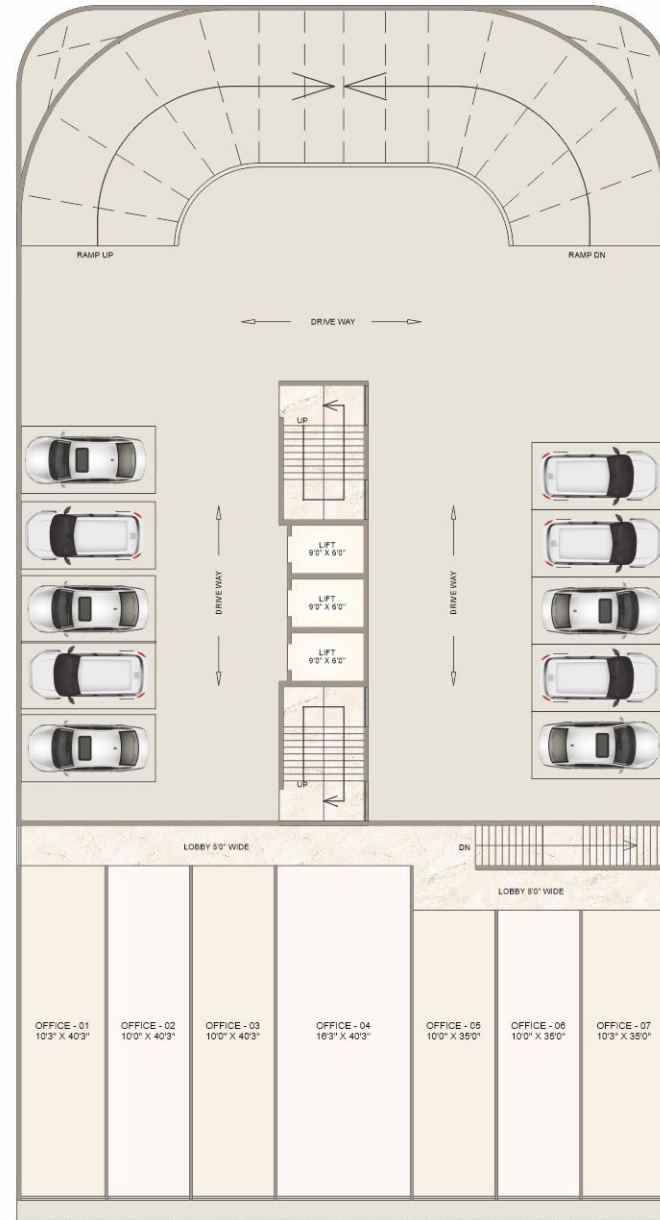 RAMP UP
RAMP DN
DRIVE WAY
UP
LIFT
9'0" X 6'0"
DRIVE WAY
LIFT
9'0" X 6'0"
DRIVE WAY
LIFT
9'0" X 6'0"
UP
LOBBY 5'0" WIDE
DN
LOBBY 5'0" WIDE
OFFICE - 01
10'3" X 40'3"
OFFICE - 02
10'0" X 40'3"
OFFICE - 03
10'0" X 40'3"
OFFICE - 04
16'3" X 40'3"
OFFICE - 05
10'0" X 35'0"
OFFICE - 06
10'0" X 35'0"
OFFICE - 07
10'3" X 35'0"